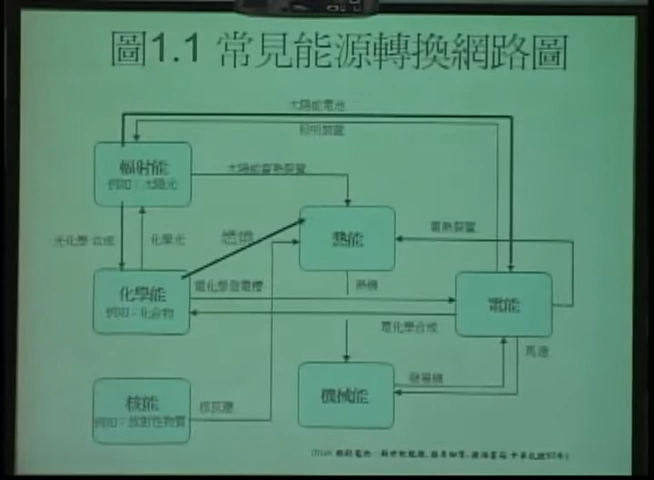 圖1.1 常見能源轉換網路圖
太陽能電池
照明裝置
輻射能
例如：太陽光
太陽能蓄熱裝置
光化學 合成
化學光
燃燒
熱能
電熱裝置
化學能
例如：化合物
電化學發電槽
熱機
電能
電化學合成
馬達
核能
例如：放射性物質
核反應
機械能
發電機